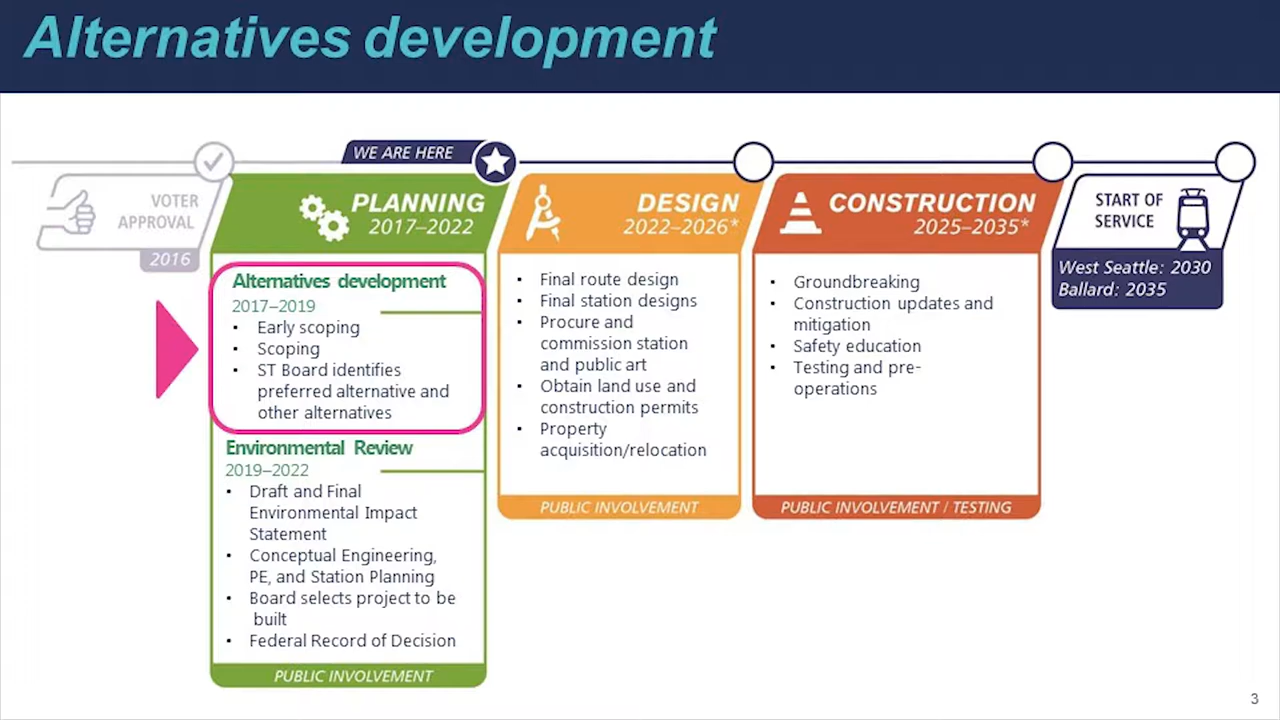 Alternatives development
WE ARE HERE
VOTER
APPROVAL
2016
PLANNING
2017–2022
Alternatives development
2017–2019
• Early scoping
• Scoping
• ST Board identifies
preferred alternative and
other alternatives
Environmental Review
2019–2022
• Draft and Final
Environmental Impact
Statement
• Conceptual Engineering,
PE, and Station Planning
• Board selects project to be
built
• Federal Record of Decision
PUBLIC INVOLVEMENT
DESIGN
2022–2026*
• Final route design
• Final station designs
• Procure and
commission station
and public art
• Obtain land use and
construction permits
• Property
acquisition/relocation
PUBLIC INVOLVEMENT
CONSTRUCTION
2025–2035*
• Groundbreaking
• Construction updates and
mitigation
• Safety education
• Testing and pre-
operations
PUBLIC INVOLVEMENT / TESTING
START OF
SERVICE
West Seattle: 2030
Ballard: 2035
3